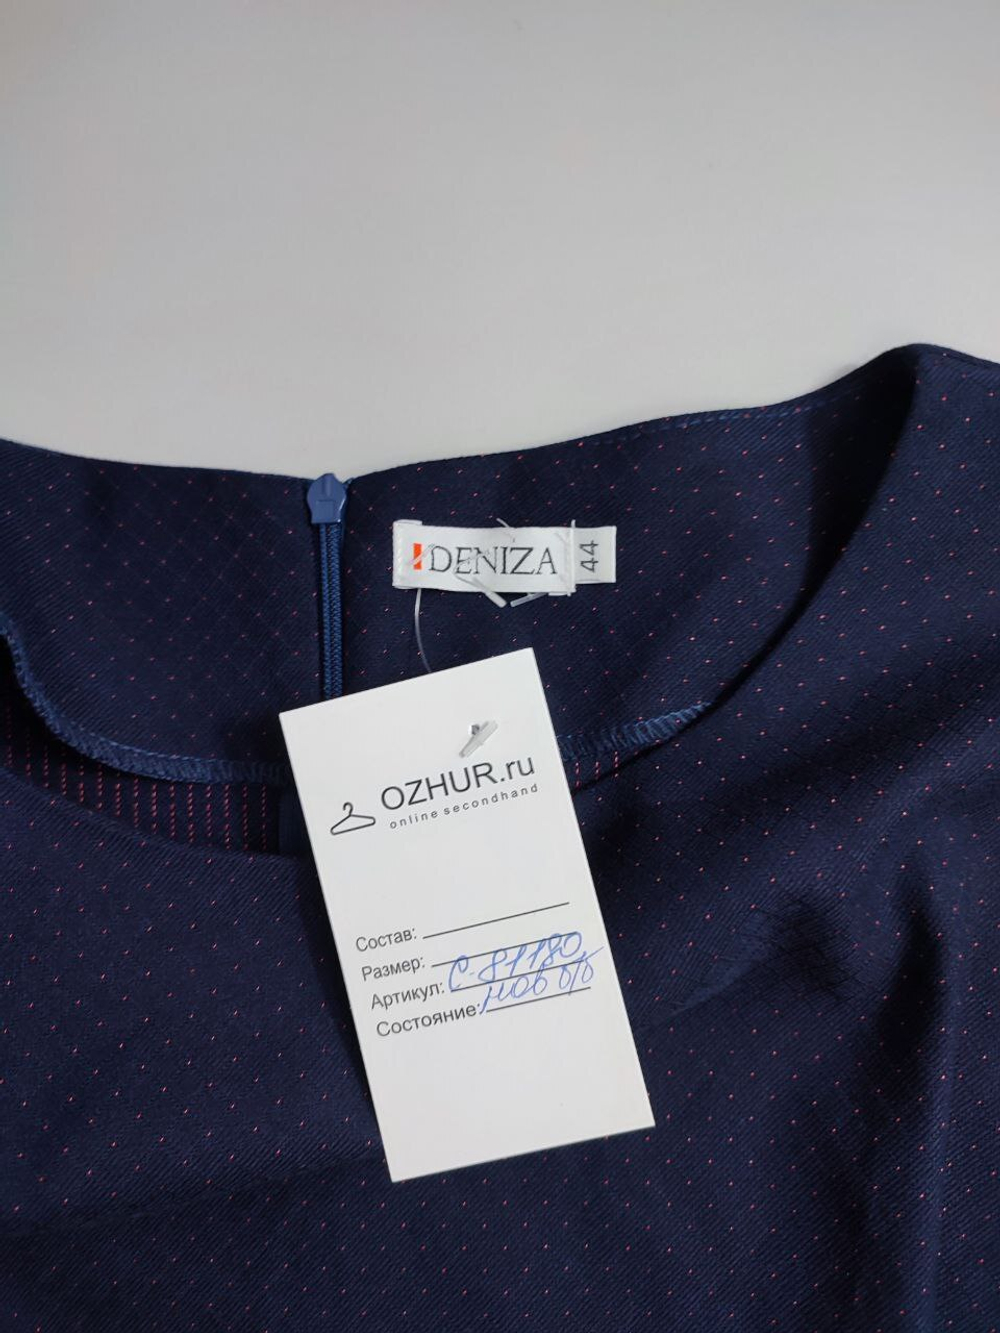 DENIZA
44
OZHUR.ru
online secondhand
Состав:
Размер:
Артикул: С-81180
Состояние: нов б/б